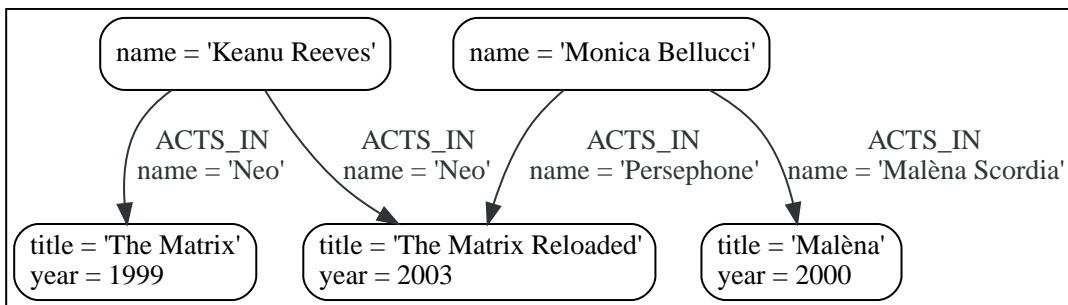 name = 'Keanu Reeves'
name = 'Monica Bellucci'
ACTS_IN
name = 'Neo'
ACTS_IN
name = 'Neo'
ACTS_IN
name = 'Persephone'
ACTS_IN
name = 'Malèna Scordia'
title = 'The Matrix'
year = 1999
title = 'The Matrix Reloaded'
year = 2003
title = 'Malèna'
year = 2000